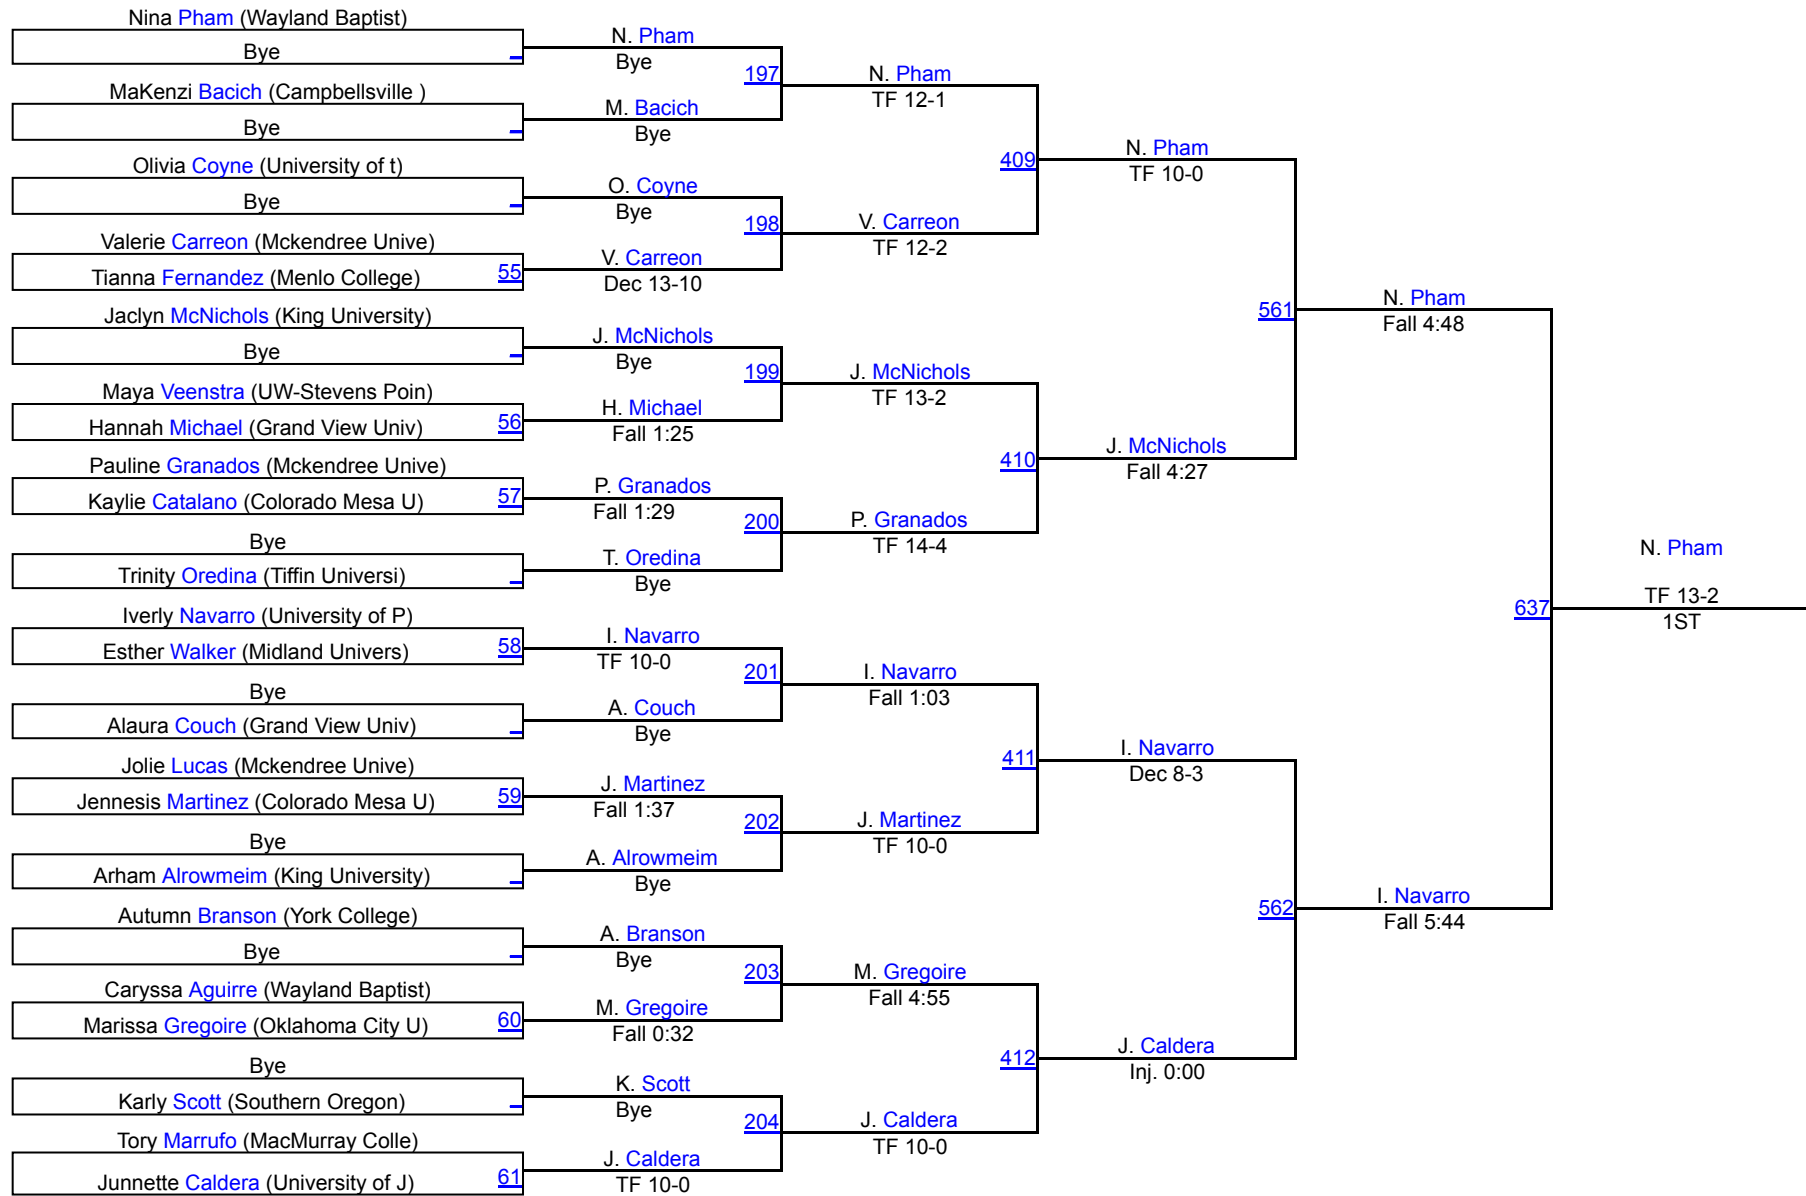 Nina Pham (Wayland Baptist)
Bye
MaKenzi Bacich (Campbellsville )
Bye
Olivia Coyne (University of t)
Bye
Valerie Carreon (Mckendree Unive)
Tianna Fernandez (Menlo College) 55
Jaclyn McNichols (King University)
Bye
Maya Veenstra (UW-Stevens Poin)
Hannah Michael (Grand View Univ) 56
Pauline Granados (Mckendree Unive)
Kaylie Catalano (Colorado Mesa U) 57
Bye
Trinity Oredina (Tiffin Universi)
Iverly Navarro (University of P)
Esther Walker (Midland Univers) 58
Bye
Alaura Couch (Grand View Univ)
Jolie Lucas (Mckendree Unive)
Jennesis Martinez (Colorado Mesa U) 59
Bye
Arham Alrowmeim (King University)
Autumn Branson (York College)
Bye
Caryssa Aguirre (Wayland Baptist)
Marissa Gregoire (Oklahoma City U) 60
Bye
Karly Scott (Southern Oregon)
Tory Marrufo (MacMurray Colle)
Junnette Caldera (University of J) 61
N. Pham
Bye
197
M. Bacich
Bye
O. Coyne
Bye
198
V. Carreon
Dec 13-10
J. McNichols
Bye
199
H. Michael
Fall 1:25
P. Granados
Fall 1:29
200
T. Oredina
Bye
I. Navarro
TF 10-0
201
A. Couch
Bye
J. Martinez
Fall 1:37
202
A. Alrowmeim
Bye
A. Branson
Bye
203
M. Gregoire
Fall 0:32
K. Scott
Bye
204
J. Caldera
TF 10-0
N. Pham
TF 12-1
409
V. Carreon
TF 12-2
J. McNichols
TF 13-2
410
P. Granados
TF 14-4
I. Navarro
Fall 1:03
411
J. Martinez
TF 10-0
M. Gregoire
Fall 4:55
412
J. Caldera
TF 10-0
N. Pham
TF 10-0
561
J. McNichols
Fall 4:27
I. Navarro
Dec 8-3
562
J. Caldera
Inj. 0:00
N. Pham
Fall 4:48
637
I. Navarro
Fall 5:44
N. Pham
TF 13-2
1ST